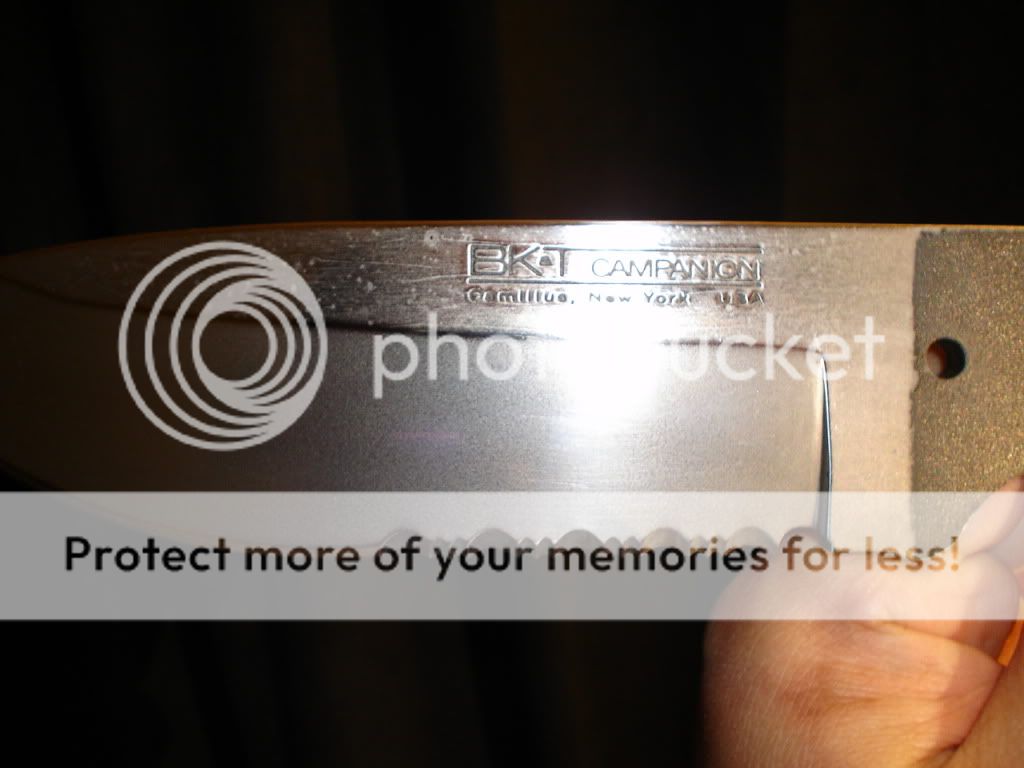 BK&T CAMPANION
Camillus, New York USA
photobucket
Protect more of your memories for less!